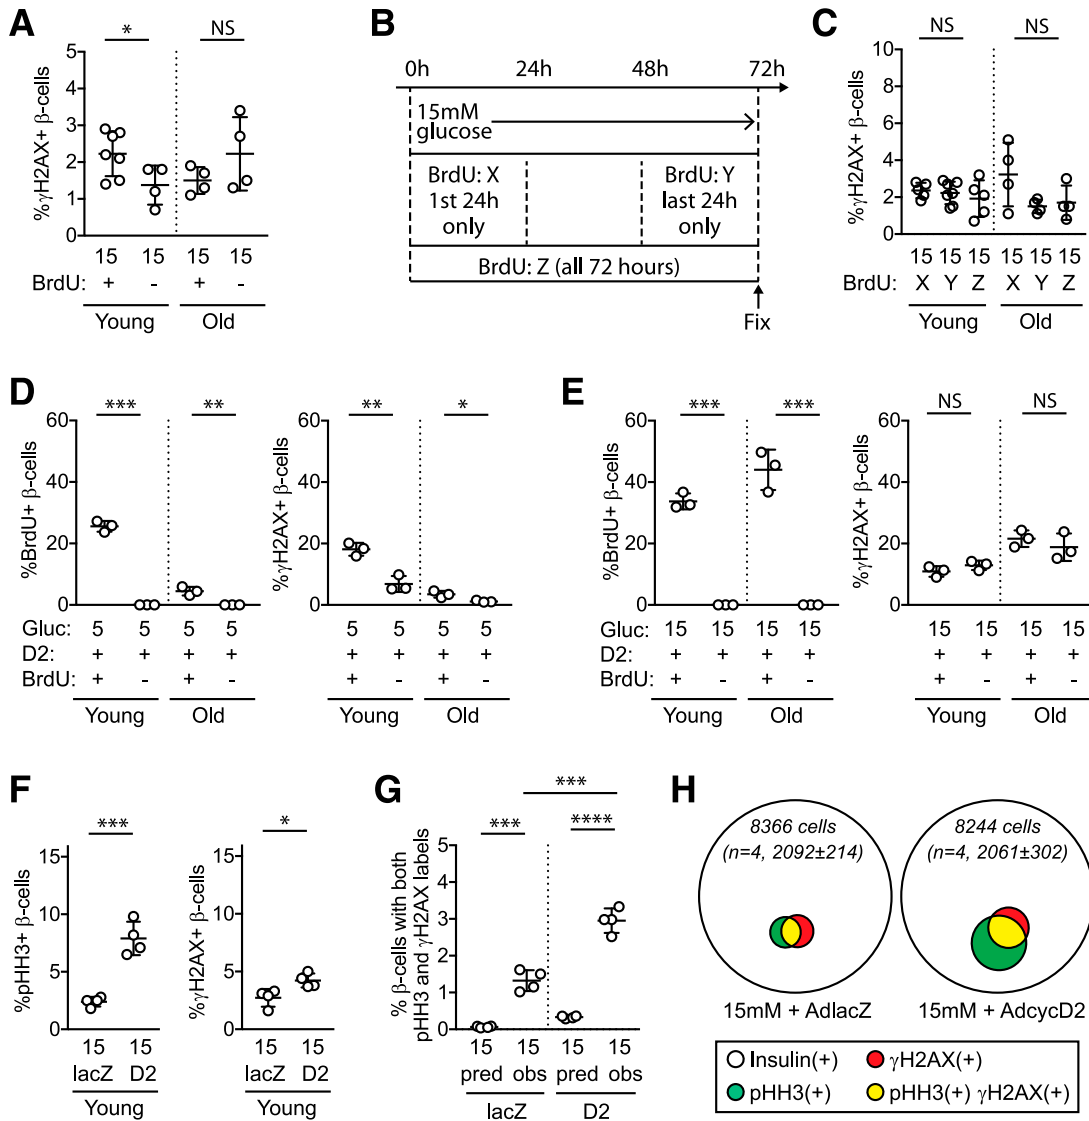 A
*
NS
%γH2AX+ β-cells
5
4
3
2
1
0
15 15 15 15
BrdU: + - + -
Young Old
B
0h 24h 48h 72h
15mM
glucose
BrdU: X BrdU: Y
1st 24h last 24h
only only
BrdU: Z (all 72 hours)
Fix
C
NS NS
%γH2AX+ β-cells
10
8
6
4
2
0
15 15 15 15 15 15
BrdU: X Y Z X Y Z
Young Old
D
*** **
%BrdU+ β-cells
60
40
20
0
Gluc: 5 5 5 5
D2: + + + +
BrdU: + - + -
Young Old
** *
%γH2AX+ β-cells
60
40
20
0
5 5 5 5
+ + + +
+ - + -
Young Old
E
*** ***
%BrdU+ β-cells
60
40
20
0
Gluc: 15 15 15 15
D2: + + + +
BrdU: + - + -
Young Old
NS NS
%γH2AX+ β-cells
60
40
20
0
15 15 15 15
+ + + +
+ - + -
Young Old
F
***
%pHH3+ β-cells
15
10
5
0
15 15
lacZ D2
Young
*
%γH2AX+ β-cells
15
10
5
0
15 15
lacZ D2
Young
G
***
*** ****
% β-cells with both
pHH3 and γH2AX labels
5
4
3
2
1
0
15 15 15 15
pred obs pred obs
lacZ D2
H
8366 cells
(n=4, 2092±214)
15mM + AdlacZ
8244 cells
(n=4, 2061±302)
15mM + AdcycD2
Insulin(+) γH2AX(+)
pHH3(+) pHH3(+) γH2AX(+)